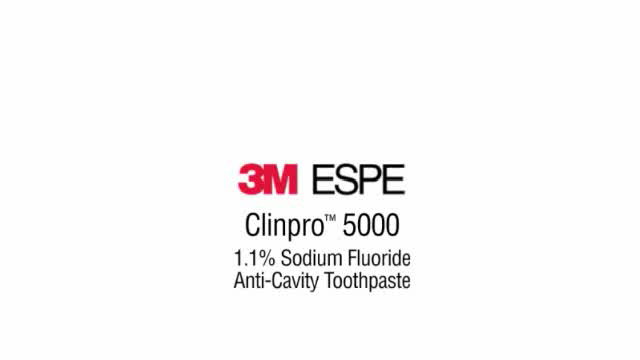 3M ESPE
Clinpro™ 5000
1.1% Sodium Fluoride
Anti-Cavity Toothpaste